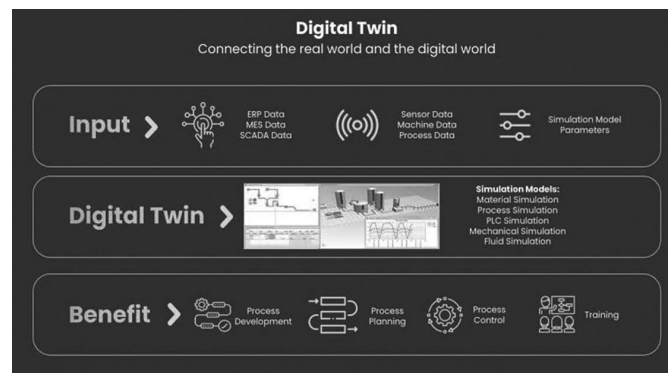 Digital Twin
Connecting the real world and the digital world
Input
ERP Data
MES Data
SCADA Data
Sensor Data
Machine Data
Process Data
Simulation Model
Parameters
Digital Twin
Simulation Models:
Material Simulation
Process Simulation
PLC Simulation
Mechanical Simulation
Fluid Simulation
Benefit
Process
Development
Process
Planning
Process
Control
Training